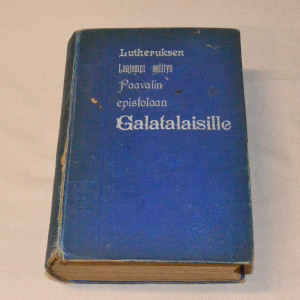 Lutheruksen
Laajempi selitys
Paavalin
epistolaan
Galatalaisille